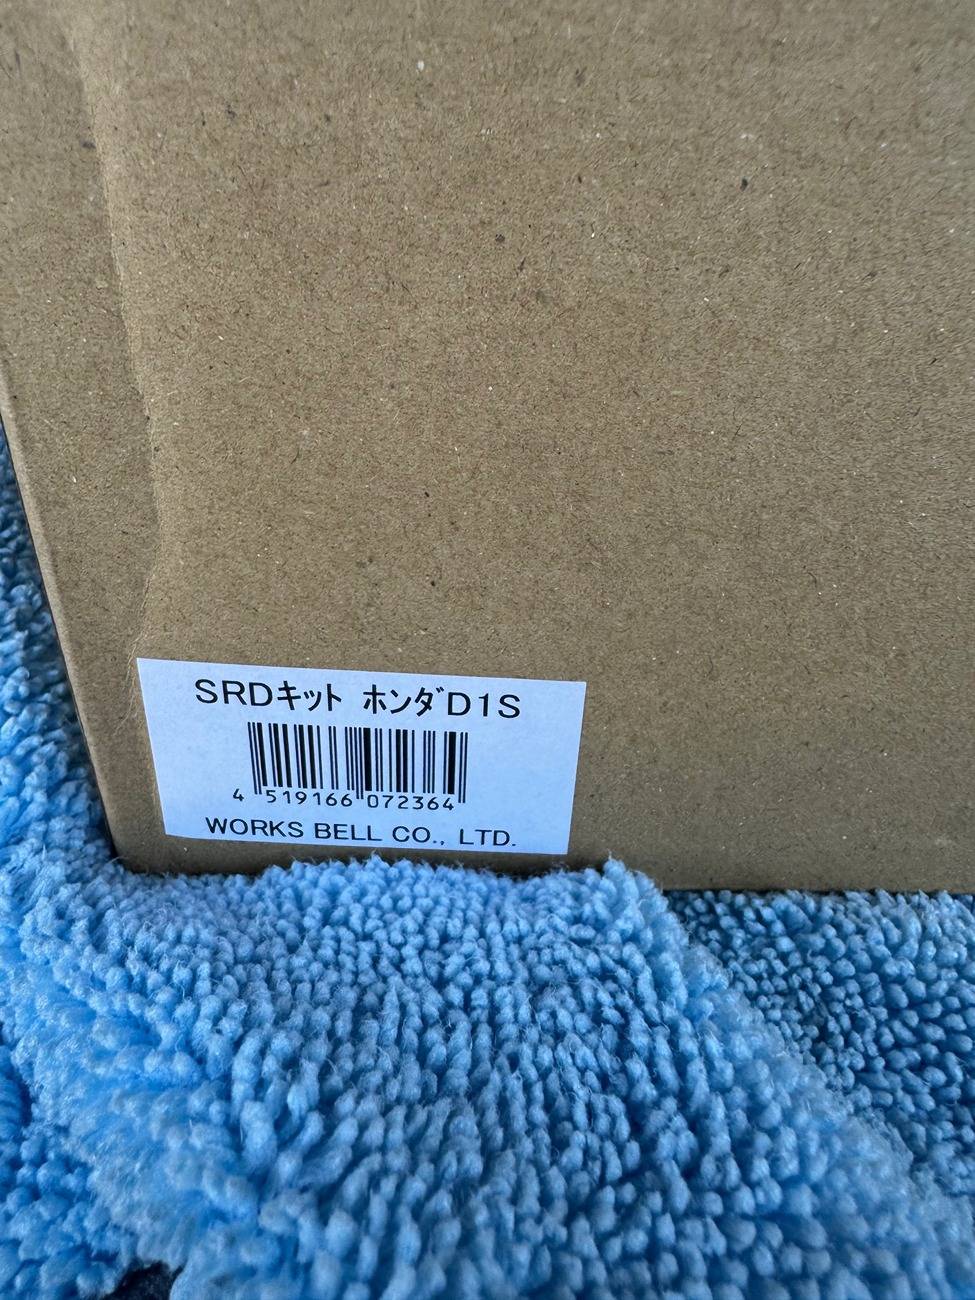 SRDｷｯﾄ ﾎﾝﾀﾞD1S
4 519166 072364
WORKS BELL CO., LTD.